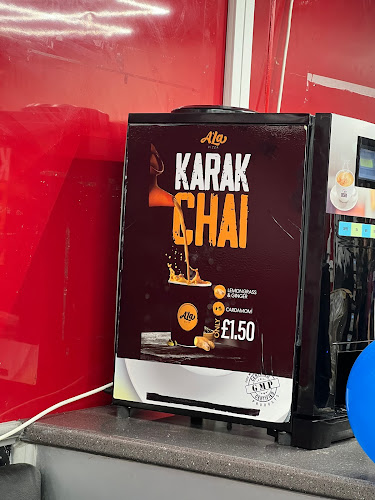 Ala
KARAK
CHAI
LEMONGRASS
& GINGER
CARDAMOM
Ala
ONLY £1.50
GMP